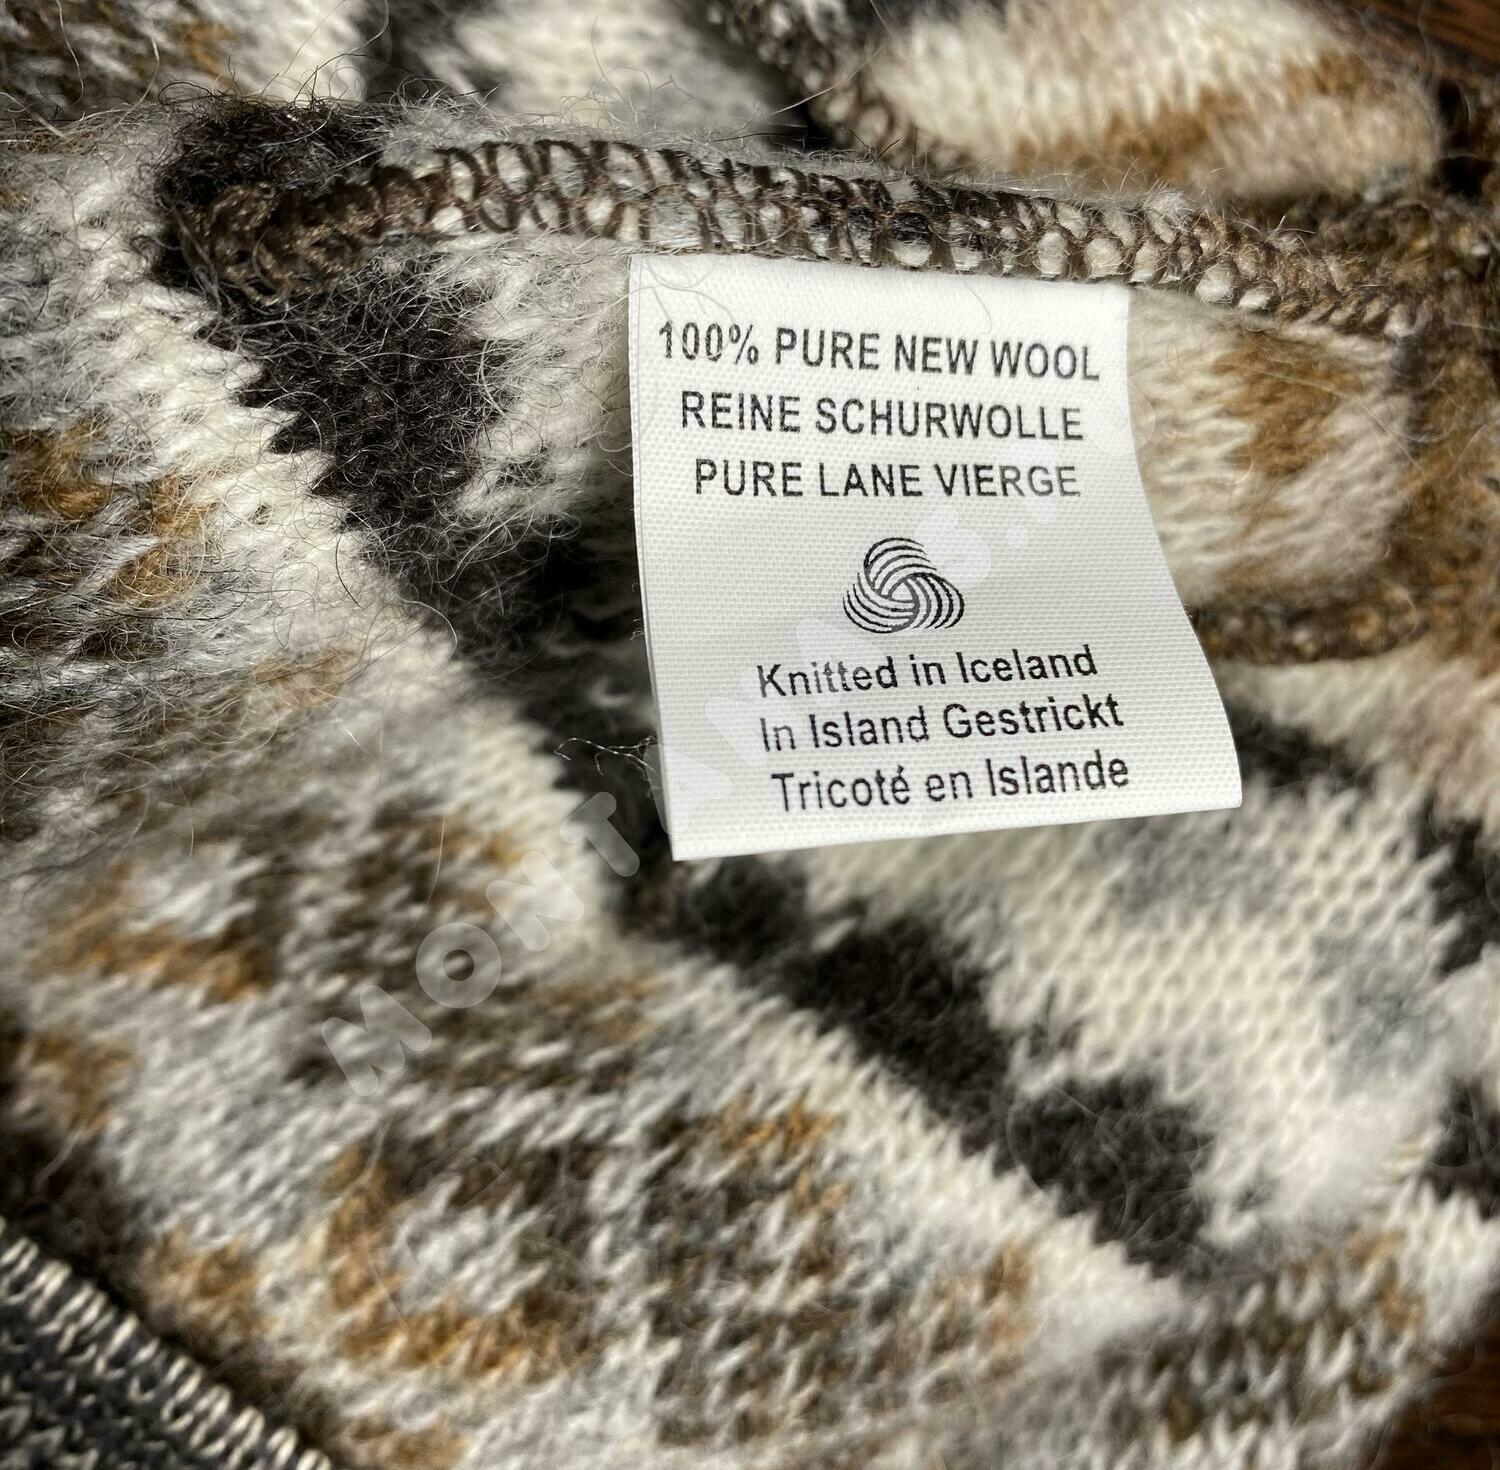 100% PURE NEW WOOL
REINE SCHURWOLLE
PURE LANE VIERGE
Knitted in Iceland
In Island Gestrickt
Tricoté en Islande